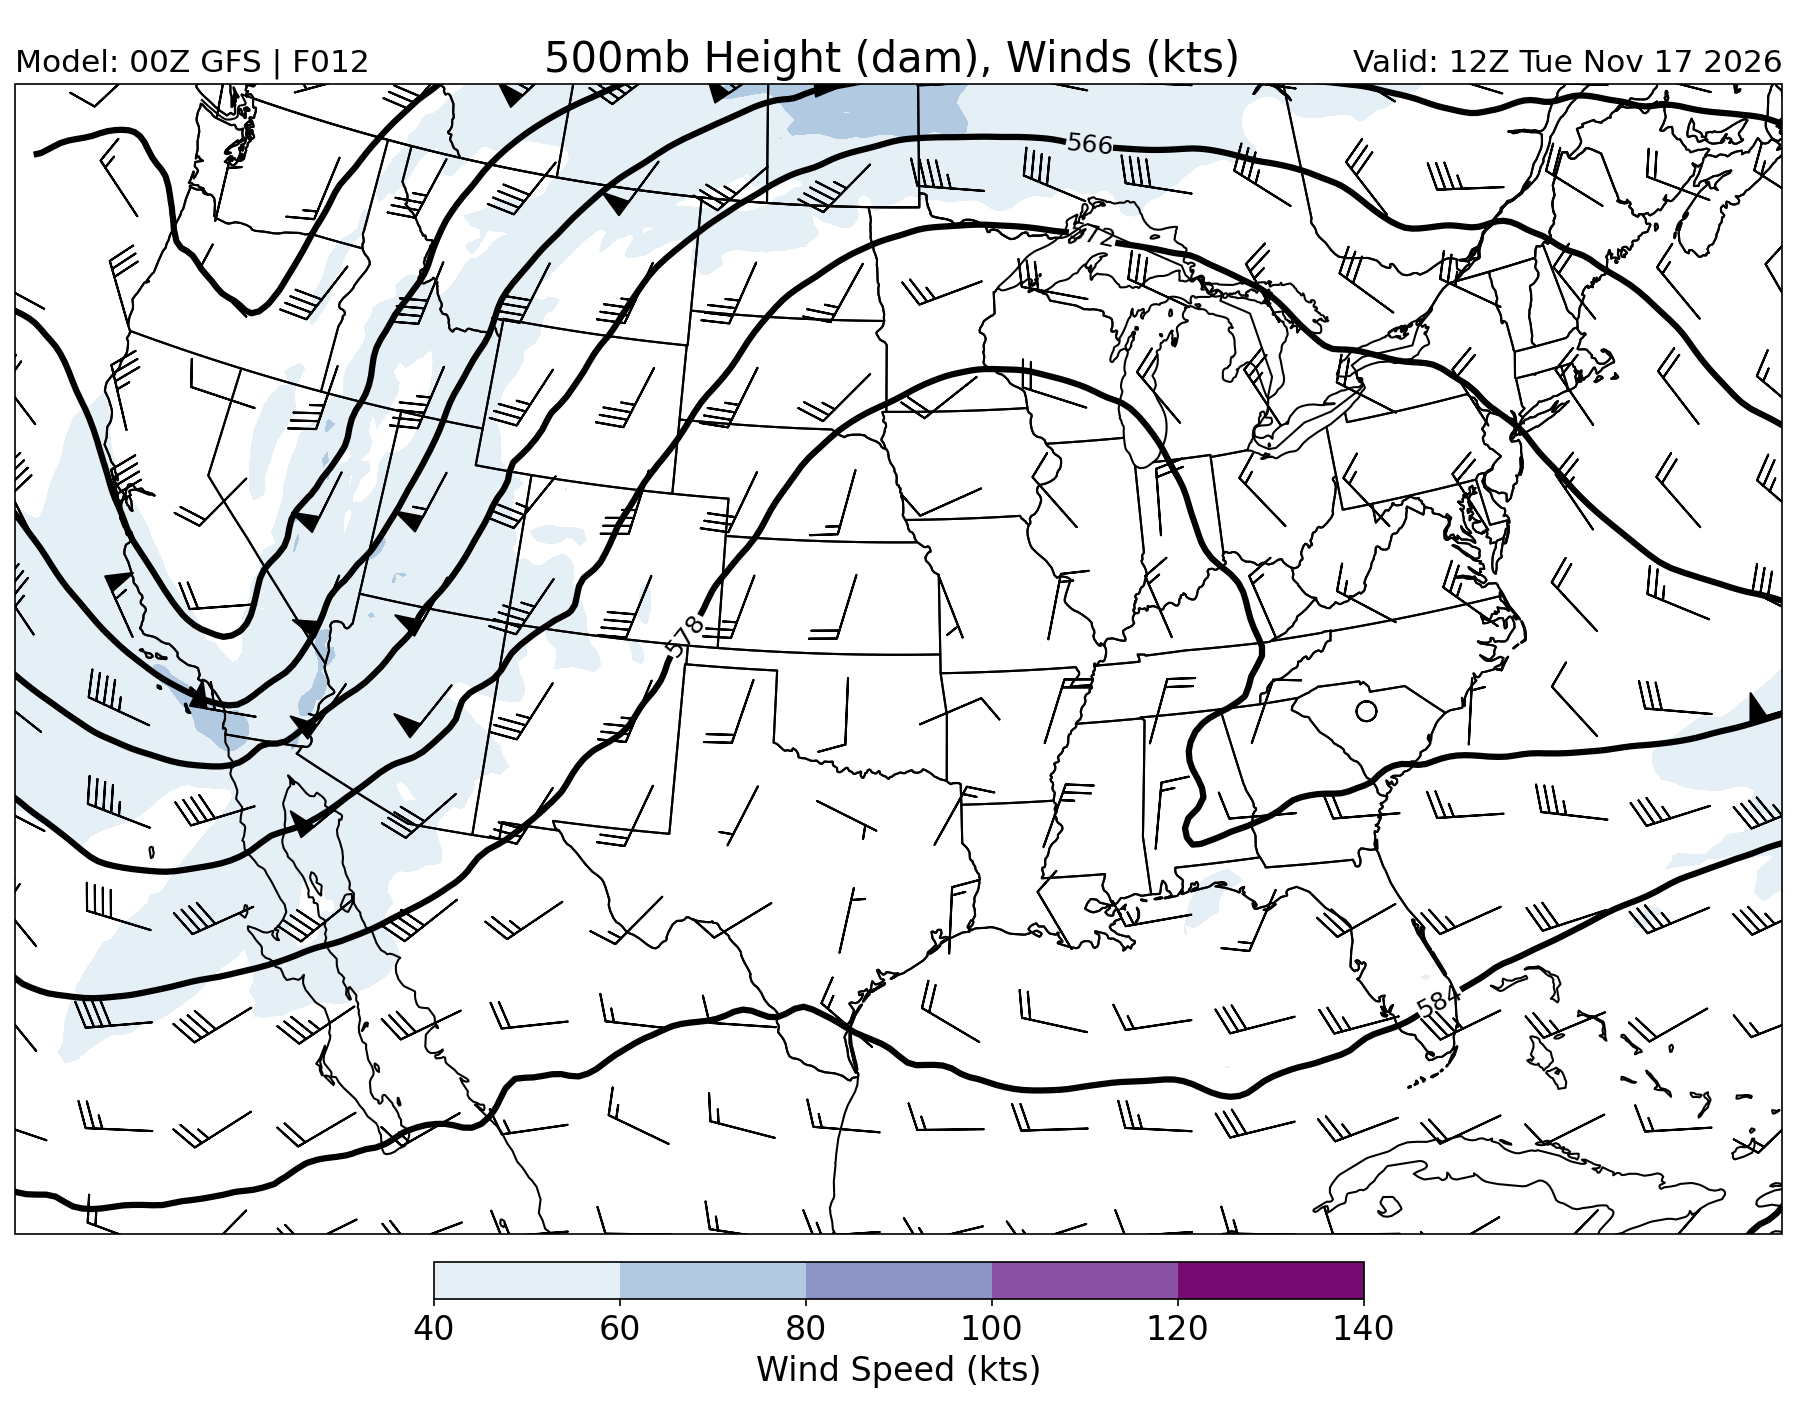 Model: 00Z GFS | F012
500mb Height (dam), Winds (kts)
Valid: 12Z Tue Nov 17 2026
566
578
584
40 60 80 100 120 140
Wind Speed (kts)